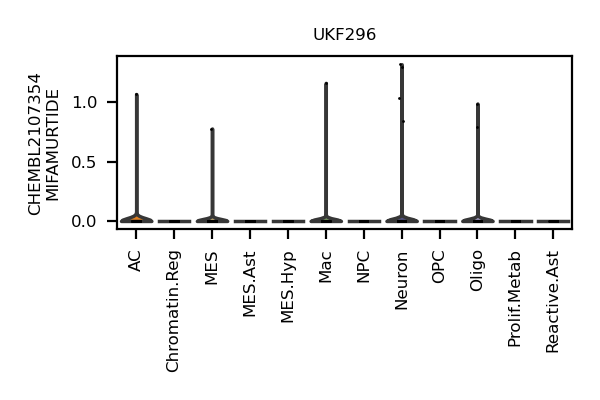 UKF296
CHEMBL2107354
MIFAMURTIDE
1.0
0.5
0.0
AC
Chromatin.Reg
MES
MES.Ast
MES.Hyp
Mac
NPC
Neuron
OPC
Oligo
Prolif.Metab
Reactive.Ast